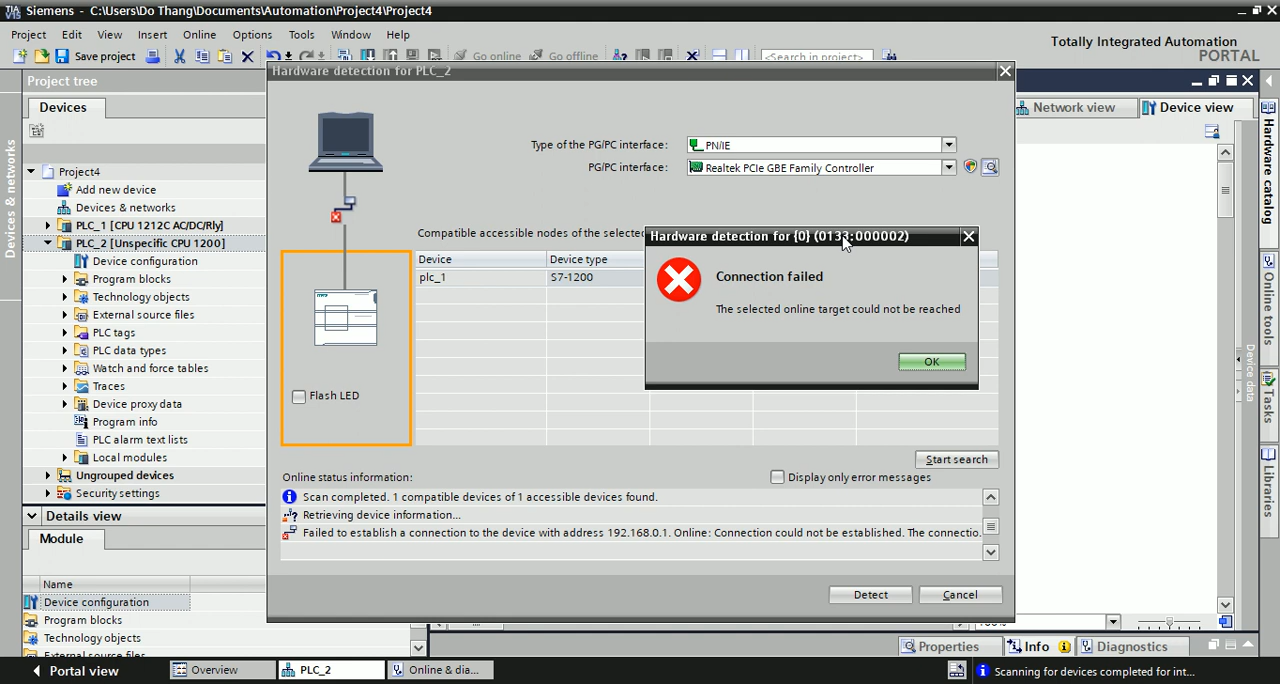 Siemens - C:\Users\Do Thang\Documents\Automation\Project4\Project4
Project Edit View Insert Online Options Tools Window Help
Totally Integrated Automation
PORTAL
Save project
Go online
Go offline
<Search in project>
Project tree
Devices
Devices & networks
Project4
Add new device
Devices & networks
PLC_1 [CPU 1212C AC/DC/Rly]
PLC_2 [Unspecific CPU 1200]
Device configuration
Program blocks
Technology objects
External source files
PLC tags
PLC data types
Watch and force tables
Traces
Device proxy data
Program info
PLC alarm text lists
Local modules
Ungrouped devices
Security settings
Details view
Module
Name
Device configuration
Program blocks
Technology objects
External source files
Hardware detection for PLC_2
Type of the PG/PC interface:
PN/IE
PG/PC interface:
Realtek PCIe GBE Family Controller
Compatible accessible nodes of the selected
Device
Device type
plc_1
S7-1200
Flash LED
Hardware detection for {0} (0133:000002)
Connection failed
The selected online target could not be reached
OK
Start search
Online status information:
Display only error messages
Scan completed. 1 compatible devices of 1 accessible devices found.
Retrieving device information...
Failed to establish a connection to the device with address 192.168.0.1. Online: Connection could not be established. The connectio.
Detect
Cancel
Network view
Device view
Hardware catalog
Online tools
Tasks
Libraries
Device data
100%
Properties
Info
Diagnostics
Portal view
Overview
PLC_2
Online & dia...
Scanning for devices completed for int...